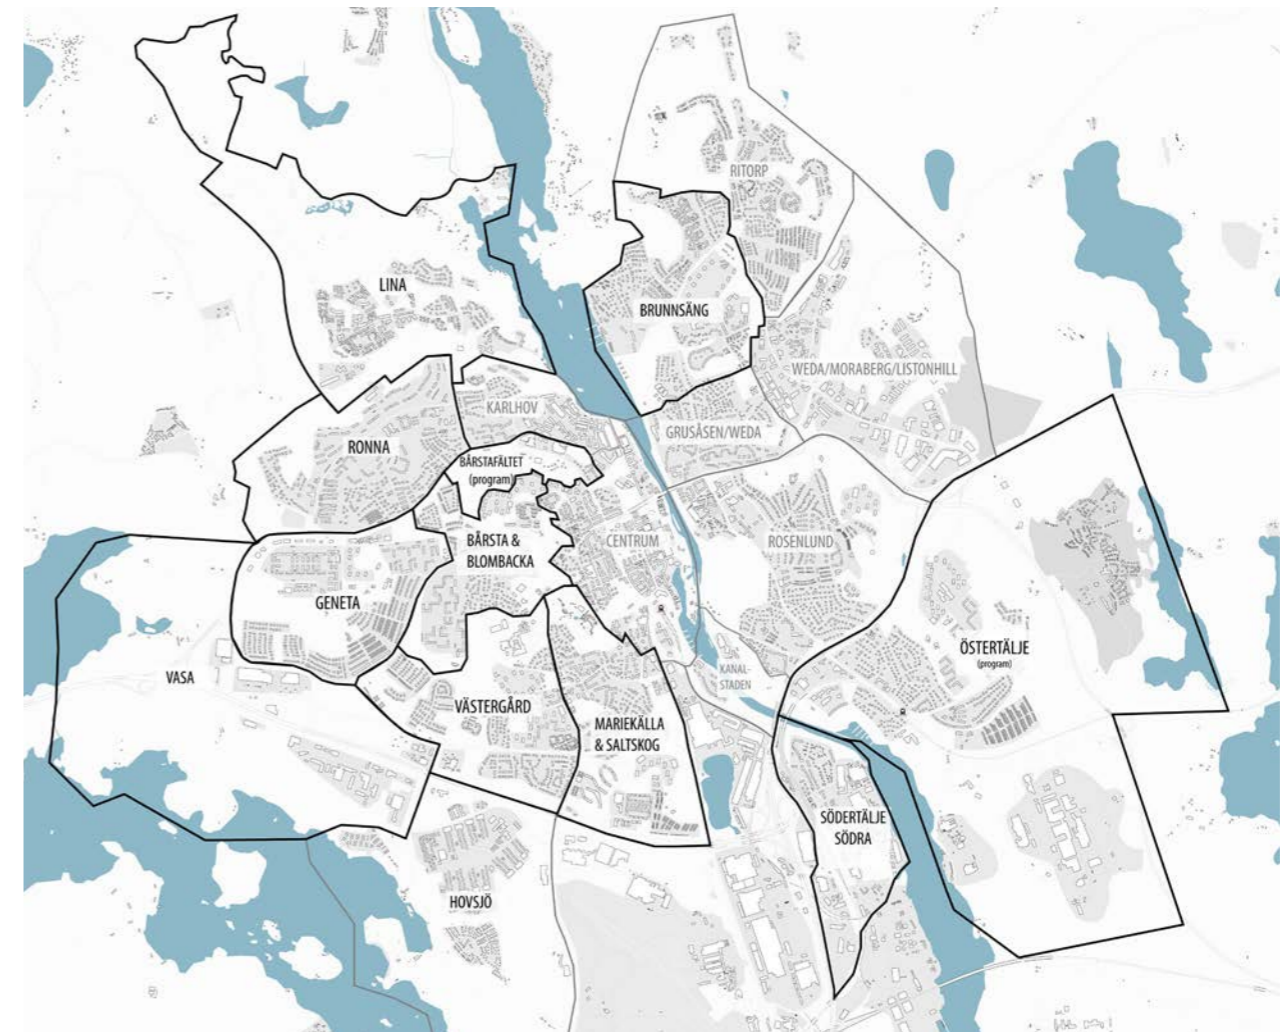 RITORP
LINA
BRUNNSÄNG
WEDA/MORABERG/LISTONHILL
KARLHOV
GRUSÅSEN/WEDA
RONNA
BÅRSTAFÄLTET
(program)
BÅRSTA &
BLOMBACKA
CENTRUM
ROSENLUND
GENETA
ÖSTERTÄLJE
(program)
VASA
KANAL-
STADEN
VÄSTERGÅRD
MARIEKÄLLA
& SALTSKOG
SÖDERTÄLJE
SÖDRA
HOVSJÖ